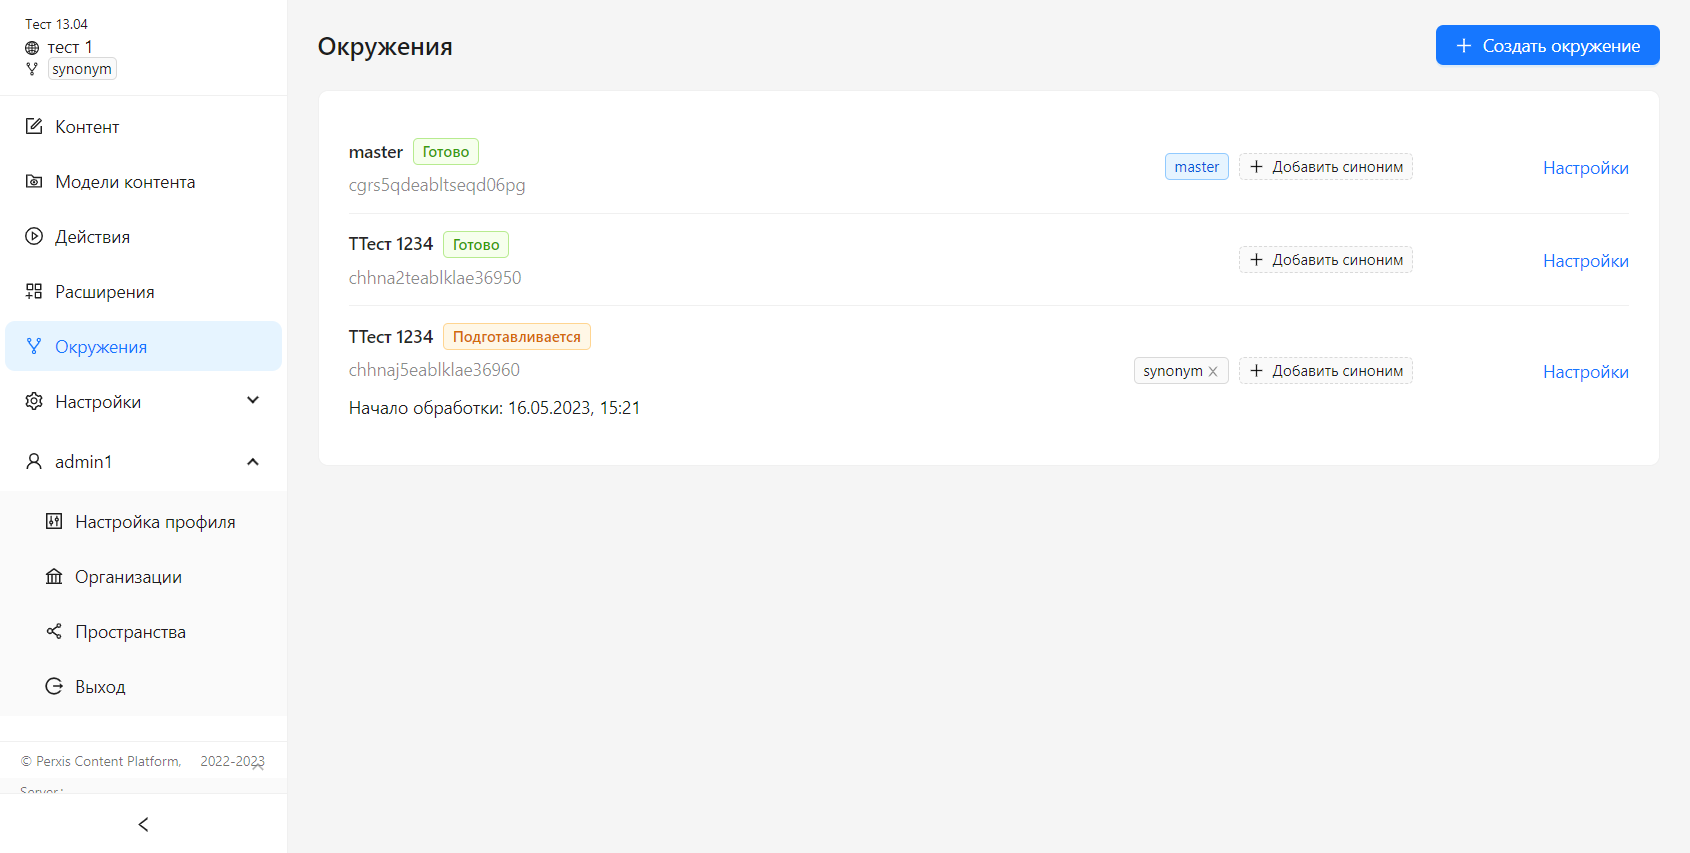 Тест 13.04
тест 1
synonym
Контент
Модели контента
Действия
Расширения
Окружения
Настройки
admin1
Настройка профиля
Организации
Пространства
Выход
© Perxis Content Platform, 2022-2023
Server:
Окружения
Создать окружение
master Готово
cgrs5qdeabltseqd06pg
master Добавить синоним Настройки
ТТест 1234 Готово
chhna2teablklae36950
Добавить синоним Настройки
ТТест 1234 Подготавливается
chhnaj5eablklae36960
Начало обработки: 16.05.2023, 15:21
synonym Добавить синоним Настройки